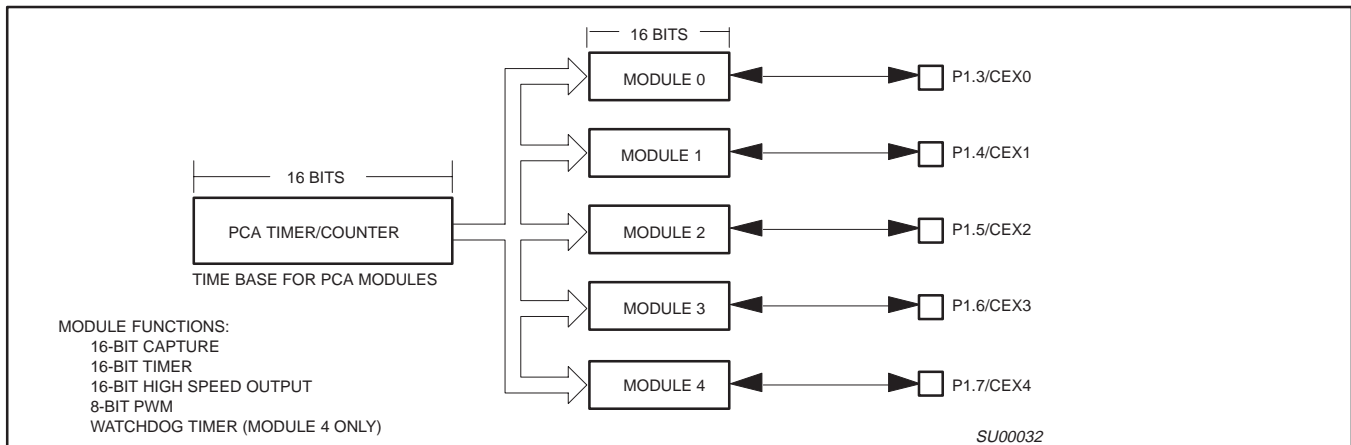 16 BITS
MODULE 0
P1.3/CEX0
MODULE 1
P1.4/CEX1
16 BITS
PCA TIMER/COUNTER
MODULE 2
P1.5/CEX2
TIME BASE FOR PCA MODULES
MODULE 3
P1.6/CEX3
MODULE FUNCTIONS:
16-BIT CAPTURE
16-BIT TIMER
16-BIT HIGH SPEED OUTPUT
8-BIT PWM
WATCHDOG TIMER (MODULE 4 ONLY)
MODULE 4
P1.7/CEX4
SU00032